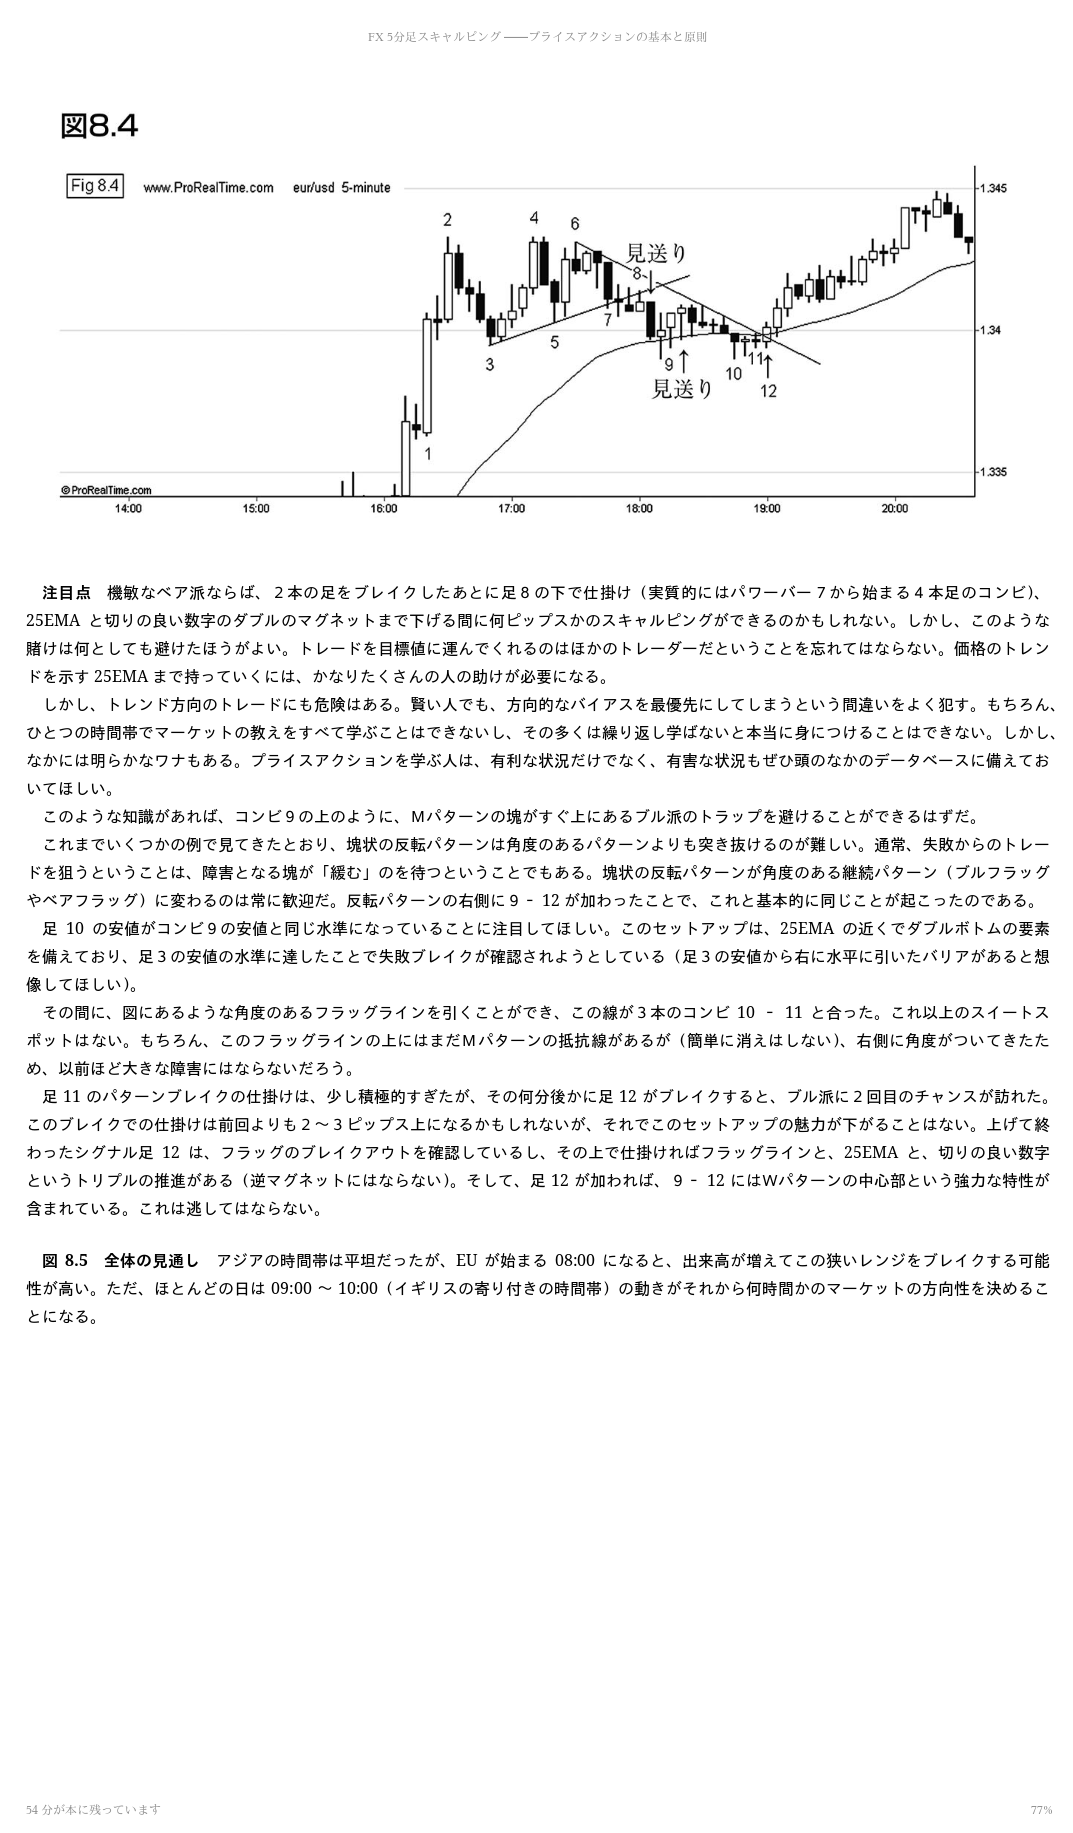 FX 5分足スキャルピング ――プライスアクションの基本と原則
図8.4
Fig 8.4 www.ProRealTime.com eur/usd 5-minute
1.345
2
4
6
見送り
8
7
1.34
3
5
9
見送り
10
11
12
1
1.335
©ProRealTime.com
14:00 15:00 16:00 17:00 18:00 19:00 20:00
注目点　機敏なベア派ならば、２本の足をブレイクしたあとに足８の下で仕掛け（実質的にはパワーバー７から始まる４本足のコンビ）、
25EMA と切りの良い数字のダブルのマグネットまで下げる間に何ピップスかのスキャルピングができるのかもしれない。しかし、このような
賭けは何としても避けたほうがよい。トレードを目標値に運んでくれるのはほかのトレーダーだということを忘れてはならない。価格のトレン
ドを示す 25EMA まで持っていくには、かなりたくさんの人の助けが必要になる。
しかし、トレンド方向のトレードにも危険はある。賢い人でも、方向的なバイアスを最優先にしてしまうという間違いをよく犯す。もちろん、
ひとつの時間帯でマーケットの教えをすべて学ぶことはできないし、その多くは繰り返し学ばないと本当に身につけることはできない。しかし、
なかには明らかなワナもある。プライスアクションを学ぶ人は、有利な状況だけでなく、有害な状況もぜひ頭のなかのデータベースに備えてお
いてほしい。
このような知識があれば、コンビ９の上のように、Ｍパターンの塊がすぐ上にあるブル派のトラップを避けることができるはずだ。
これまでいくつかの例で見てきたとおり、塊状の反転パターンは角度のあるパターンよりも突き抜けるのが難しい。通常、失敗からのトレー
ドを狙うということは、障害となる塊が「緩む」のを待つということでもある。塊状の反転パターンが角度のある継続パターン（ブルフラッグ
やベアフラッグ）に変わるのは常に歓迎だ。反転パターンの右側に９‐ 12 が加わったことで、これと基本的に同じことが起こったのである。
足 10 の安値がコンビ９の安値と同じ水準になっていることに注目してほしい。このセットアップは、25EMA の近くでダブルボトムの要素
を備えており、足３の安値の水準に達したことで失敗ブレイクが確認されようとしている（足３の安値から右に水平に引いたバリアがあると想
像してほしい）。
その間に、図にあるような角度のあるフラッグラインを引くことができ、この線が３本のコンビ 10 ‐ 11 と合った。これ以上のスイートス
ポットはない。もちろん、このフラッグラインの上にはまだＭパターンの抵抗線があるが（簡単に消えはしない）、右側に角度がついてきたた
め、以前ほど大きな障害にはならないだろう。
足 11 のパターンブレイクの仕掛けは、少し積極的すぎたが、その何分後かに足 12 がブレイクすると、ブル派に２回目のチャンスが訪れた。
このブレイクでの仕掛けは前回よりも２～３ピップス上になるかもしれないが、それでこのセットアップの魅力が下がることはない。上げて終
わったシグナル足 12 は、フラッグのブレイクアウトを確認しているし、その上で仕掛ければフラッグラインと、25EMA と、切りの良い数字
というトリプルの推進がある（逆マグネットにはならない）。そして、足 12 が加われば、９‐ 12 にはＷパターンの中心部という強力な特性が
含まれている。これは逃してはならない。
図 8.5　全体の見通し　アジアの時間帯は平坦だったが、EU が始まる 08:00 になると、出来高が増えてこの狭いレンジをブレイクする可能
性が高い。ただ、ほとんどの日は 09:00 ～ 10:00（イギリスの寄り付きの時間帯）の動きがそれから何時間かのマーケットの方向性を決めるこ
とになる。
54 分が本に残っています
77%